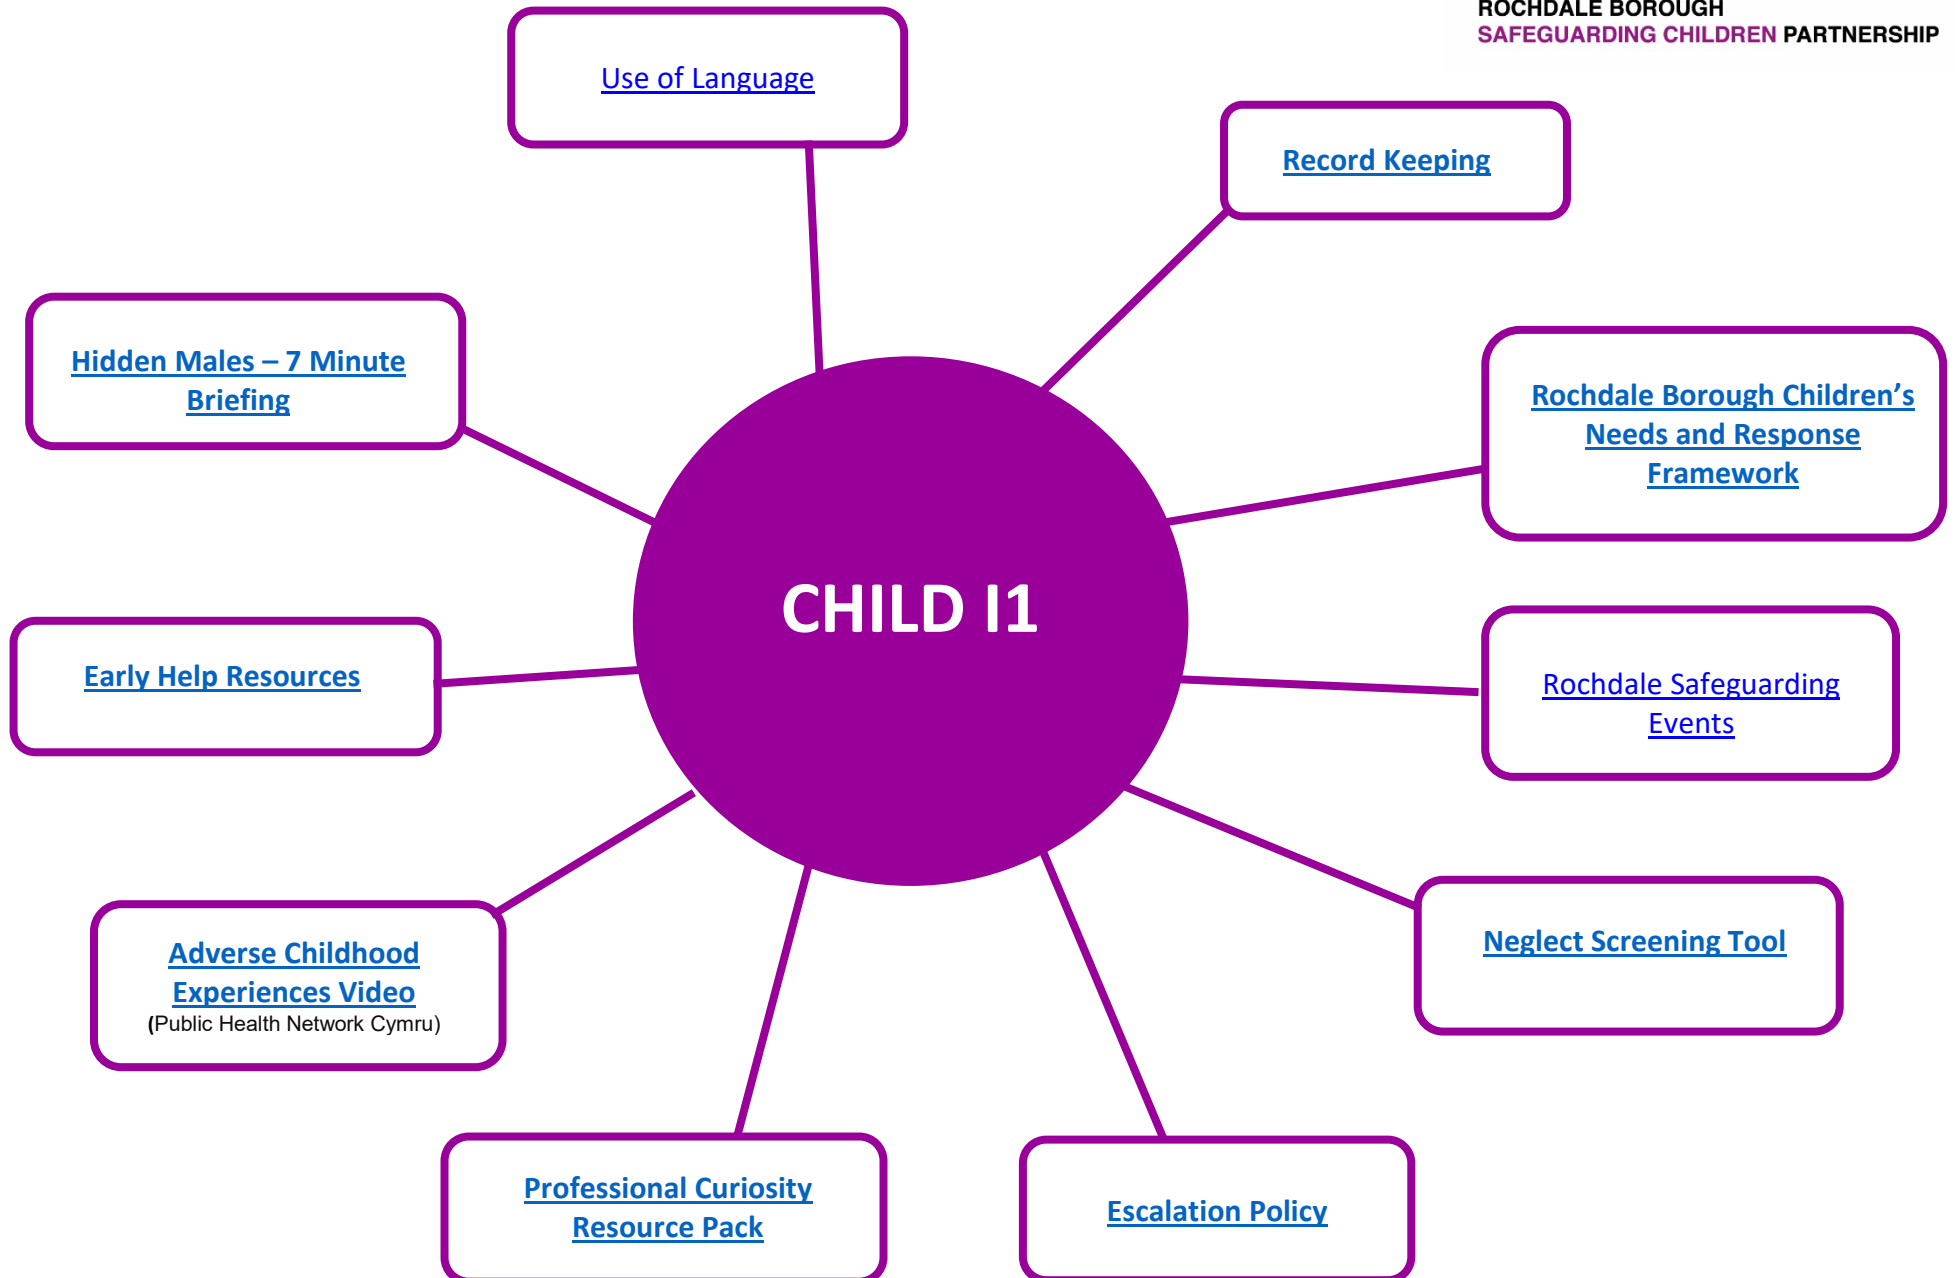 ROCHDALE BOROUGH
SAFEGUARDING CHILDREN PARTNERSHIP
Use of Language
Record Keeping
Hidden Males – 7 Minute
Briefing
Rochdale Borough Children’s
Needs and Response
Framework
CHILD I1
Early Help Resources
Rochdale Safeguarding
Events
Adverse Childhood
Experiences Video
(Public Health Network Cymru)
Neglect Screening Tool
Professional Curiosity
Resource Pack
Escalation Policy